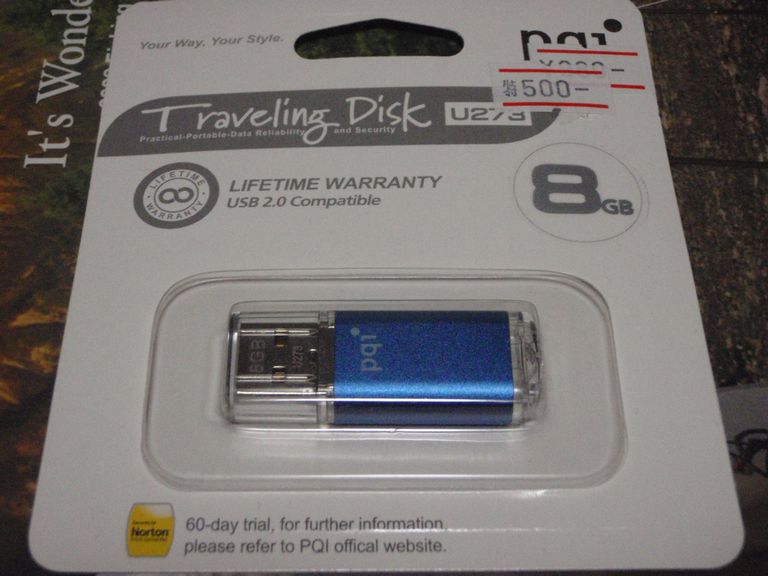 It's Wonde
Your Way, Your Style.
pqi
500-
Traveling Disk U273
Practical-Portable-Data Reliability and Security
LIFETIME
WARRANTY
LIFETIME WARRANTY
USB 2.0 Compatible
8GB
8GB
U273
pqi
Norton
60-day trial, for further information
please refer to PQI offical website.